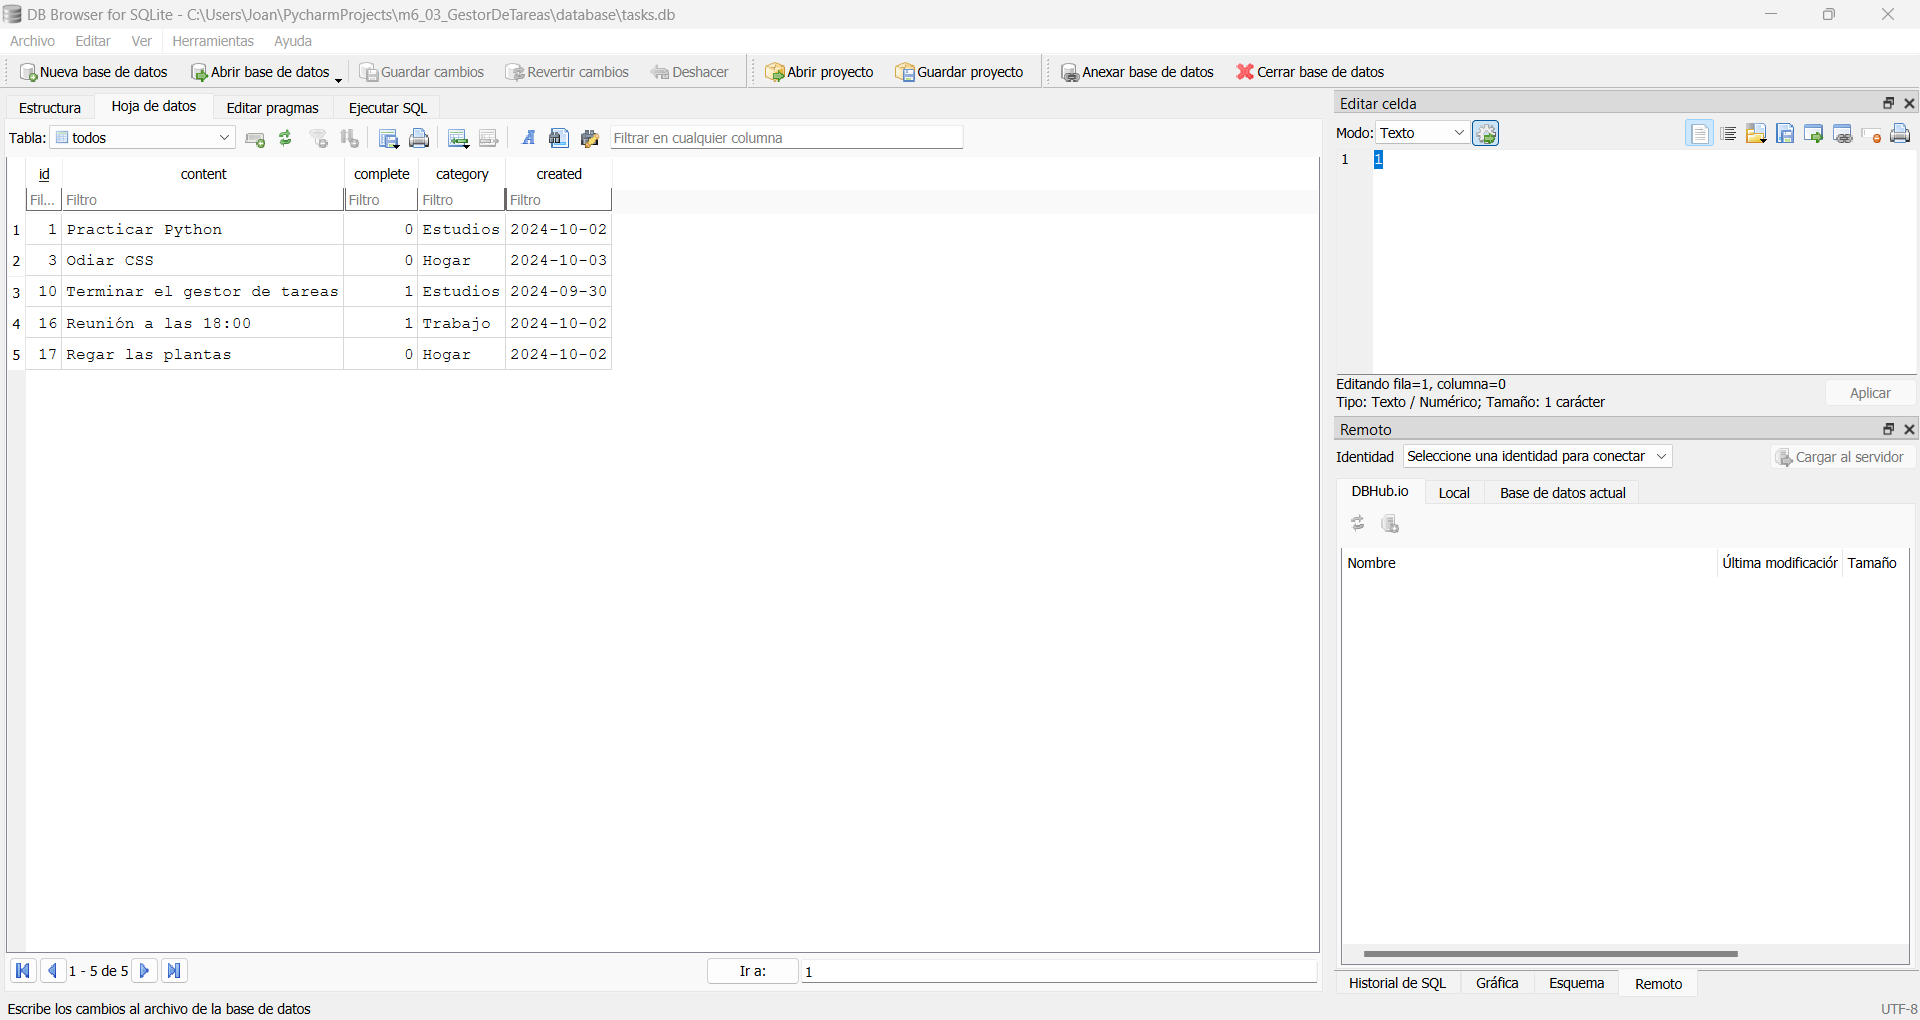 DB Browser for SQLite - C:\Users\Joan\PycharmProjects\m6_03_GestorDeTareas\database\tasks.db
Archivo Editar Ver Herramientas Ayuda
Nueva base de datos Abrir base de datos Guardar cambios Revertir cambios Deshacer Abrir proyecto Guardar proyecto Anexar base de datos Cerrar base de datos
Estructura Hoja de datos Editar pragmas Ejecutar SQL
Tabla: todos Filtrar en cualquier columna
id content complete category created
Fil... Filtro Filtro Filtro Filtro
1 1 Practicar Python 0 Estudios 2024-10-02
2 3 Odiar CSS 0 Hogar 2024-10-03
3 10 Terminar el gestor de tareas 1 Estudios 2024-09-30
4 16 Reunión a las 18:00 1 Trabajo 2024-10-02
5 17 Regar las plantas 0 Hogar 2024-10-02
1 - 5 de 5 Ir a: 1
Editar celda
Modo: Texto
1 1
Editando fila=1, columna=0
Tipo: Texto / Numérico; Tamaño: 1 carácter
Aplicar
Remoto
Identidad Seleccione una identidad para conectar Cargar al servidor
DBHub.io Local Base de datos actual
Nombre Última modificaciór Tamaño
Historial de SQL Gráfica Esquema Remoto
Escribe los cambios al archivo de la base de datos UTF-8